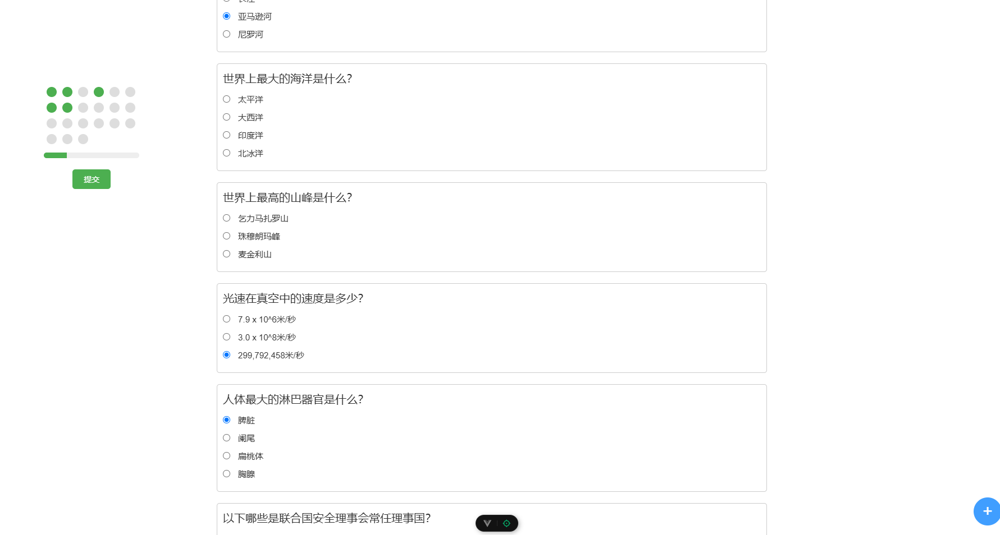 亚马逊河
尼罗河
世界上最大的海洋是什么?
太平洋
大西洋
印度洋
北冰洋
世界上最高的山峰是什么?
乞力马扎罗山
珠穆朗玛峰
麦金利山
光速在真空中的速度是多少?
7.9 x 10^6米/秒
3.0 x 10^8米/秒
299,792,458米/秒
人体最大的淋巴器官是什么?
脾脏
阑尾
扁桃体
胸腺
以下哪些是联合国安全理事会常任理事国?
提交